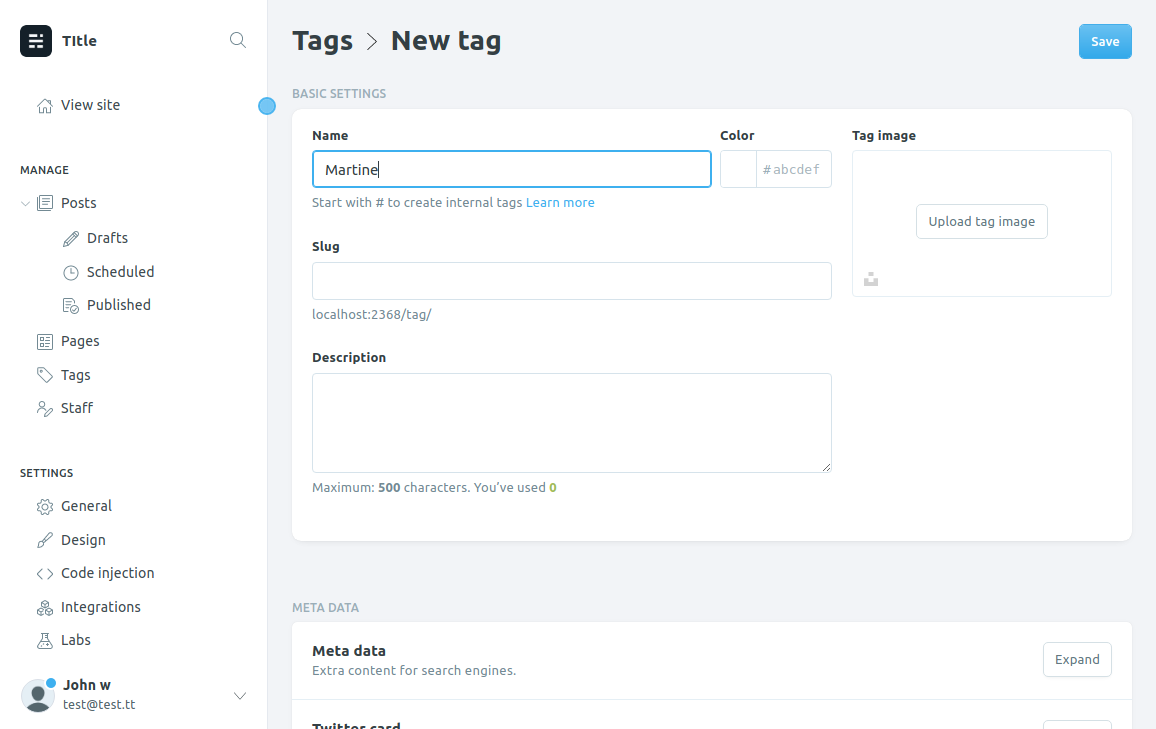 TItle
View site
MANAGE
Posts
Drafts
Scheduled
Published
Pages
Tags
Staff
SETTINGS
General
Design
Code injection
Integrations
Labs
John w
test@test.tt
Tags > New tag
Save
BASIC SETTINGS
Name
Martine
Start with # to create internal tags Learn more
Color
#abcdef
Tag image
Upload tag image
Slug
localhost:2368/tag/
Description
Maximum: 500 characters. You’ve used 0
META DATA
Meta data
Extra content for search engines.
Expand
Twitter card